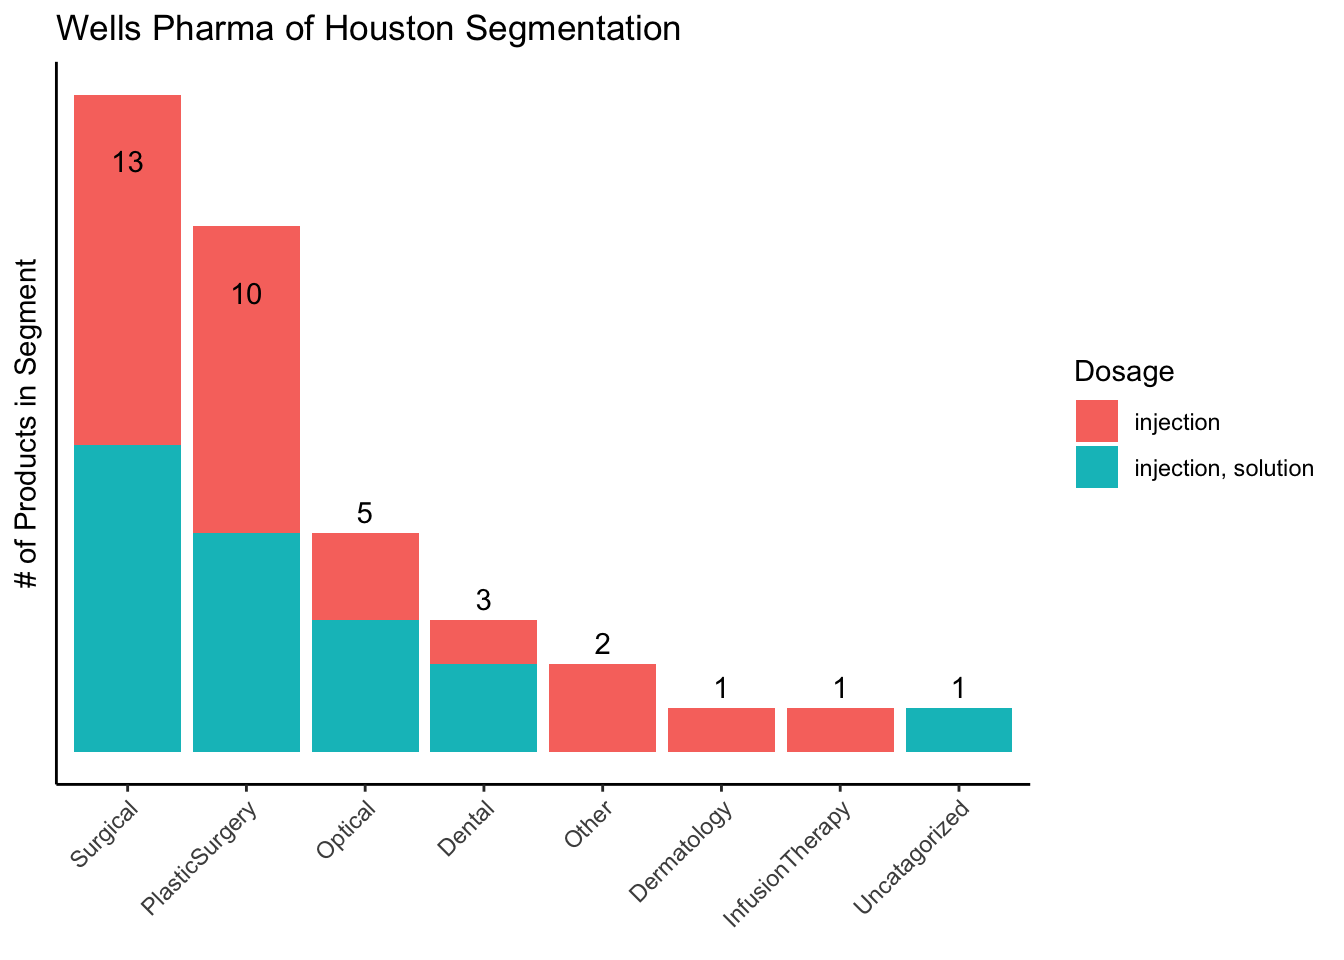 Wells Pharma of Houston Segmentation
# of Products in Segment
13
10
5
3
2
1
1
1
Surgical
PlasticSurgery
Optical
Dental
Other
Dermatology
InfusionTherapy
Uncatagorized
Dosage
injection
injection, solution